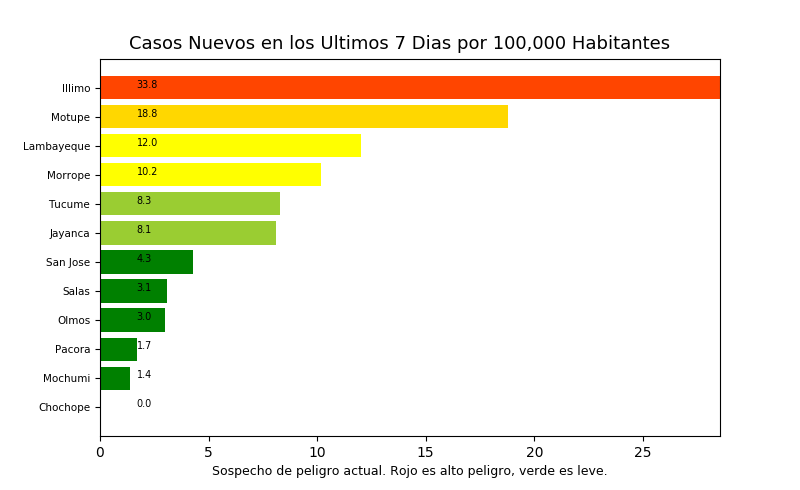 Casos Nuevos en los Ultimos 7 Dias por 100,000 Habitantes
Illimo 33.8
Motupe 18.8
Lambayeque 12.0
Morrope 10.2
Tucume 8.3
Jayanca 8.1
San Jose 4.3
Salas 3.1
Olmos 3.0
Pacora 1.7
Mochumi 1.4
Chochope 0.0
0 5 10 15 20 25
Sospecho de peligro actual. Rojo es alto peligro, verde es leve.